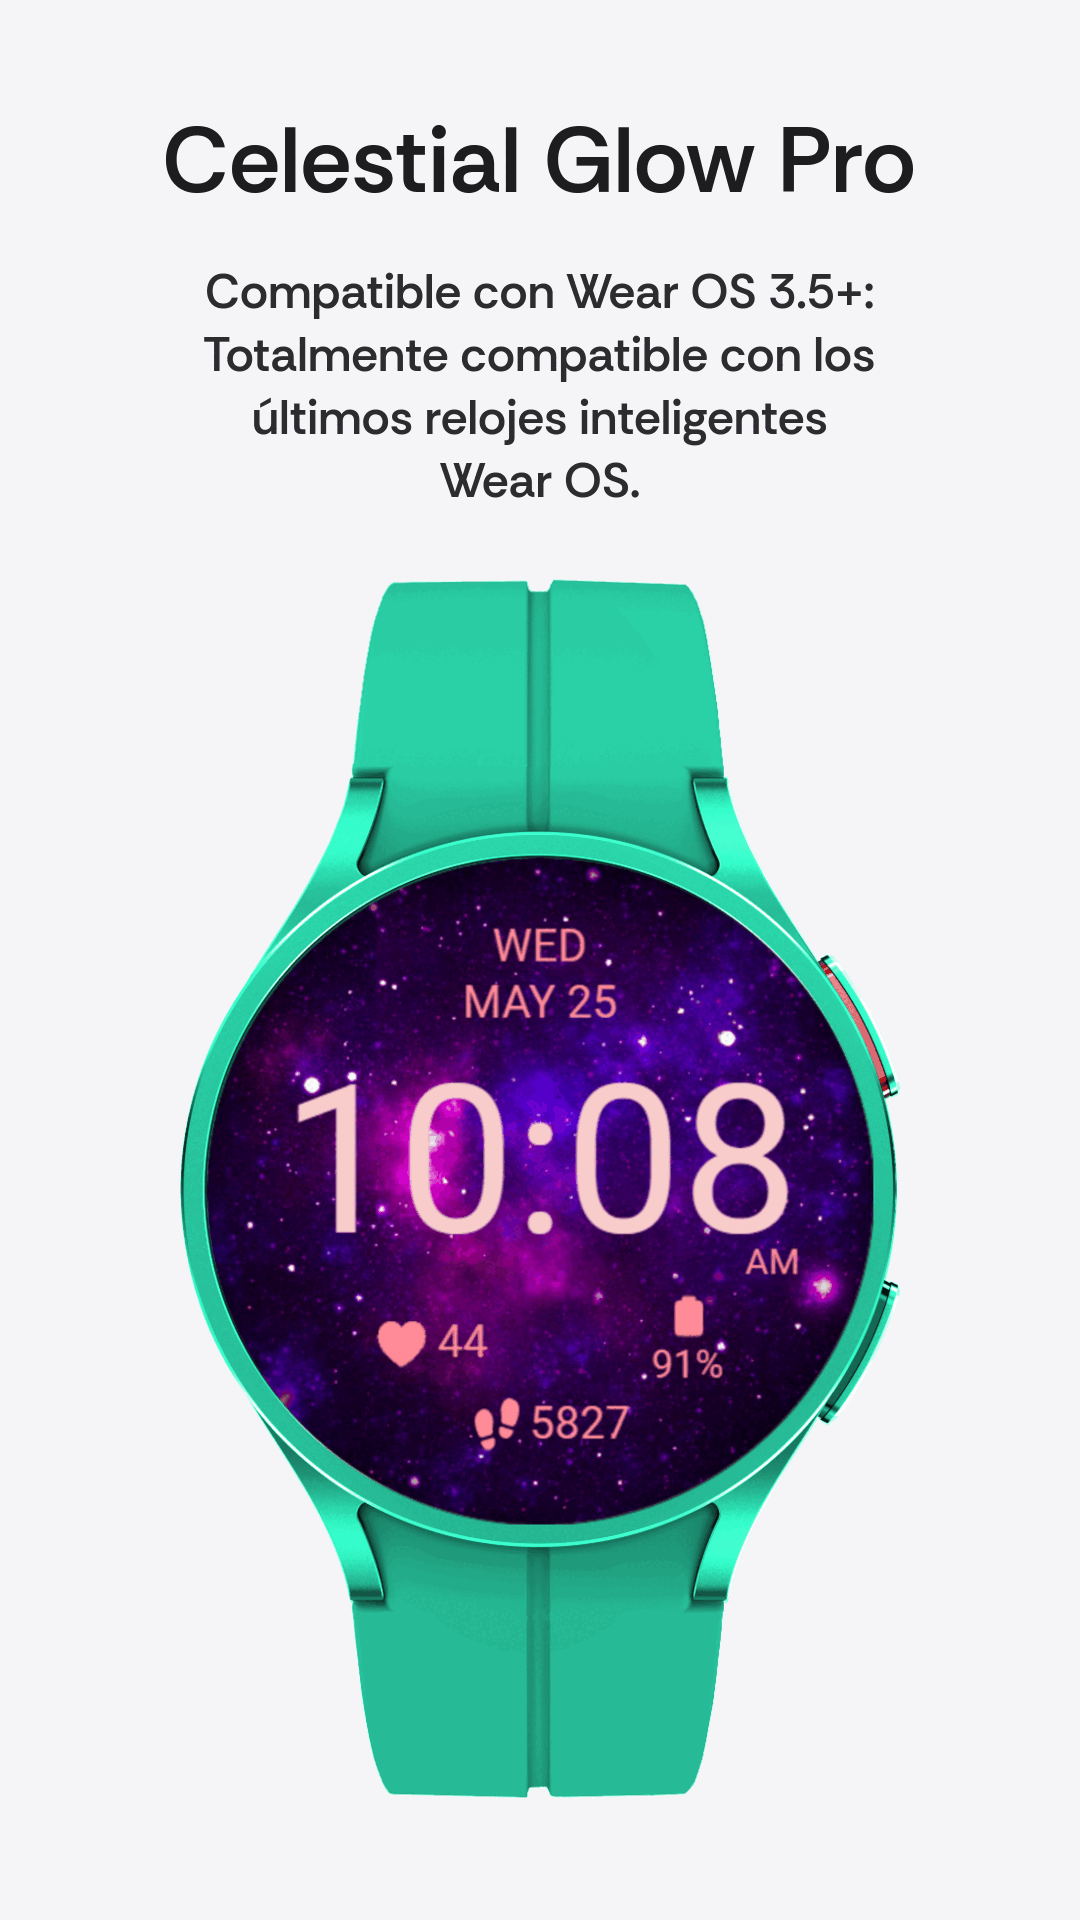 Celestial Glow Pro
Compatible con Wear OS 3.5+:
Totalmente compatible con los
últimos relojes inteligentes
Wear OS.
WED
MAY 25
10:08
AM
44
91%
5827